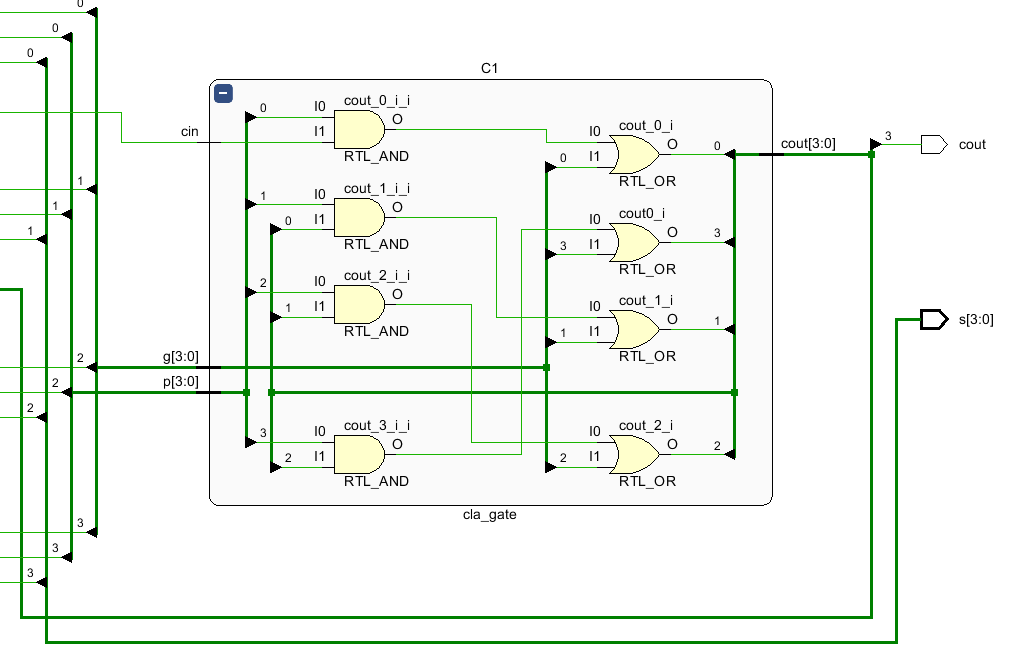 0
0
0
C1
cin
0
I0
I1
cout_0_i_i
O
RTL_AND
I0
I1
cout_0_i
O
RTL_OR
0
0
cout[3:0]
3
cout
1
1
1
1
0
I0
I1
cout_1_i_i
O
RTL_AND
3
I0
I1
cout0_i
O
RTL_OR
3
2
1
I0
I1
cout_2_i_i
O
RTL_AND
1
I0
I1
cout_1_i
O
RTL_OR
1
s[3:0]
2
g[3:0]
2
p[3:0]
2
3
2
I0
I1
cout_3_i_i
O
RTL_AND
2
I0
I1
cout_2_i
O
RTL_OR
2
cla_gate
3
3
3